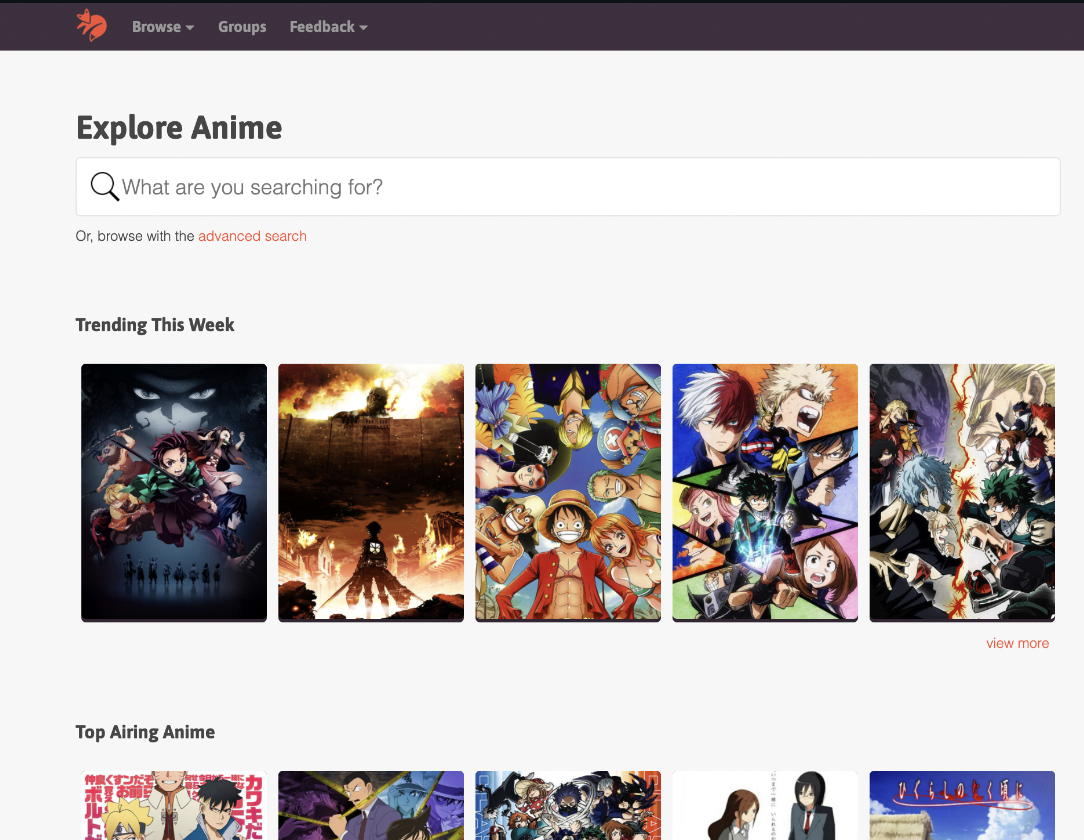 Browse
Groups
Feedback
Explore Anime
What are you searching for?
Or, browse with the advanced search
Trending This Week
view more
Top Airing Anime
ひぐらしのなく頃に